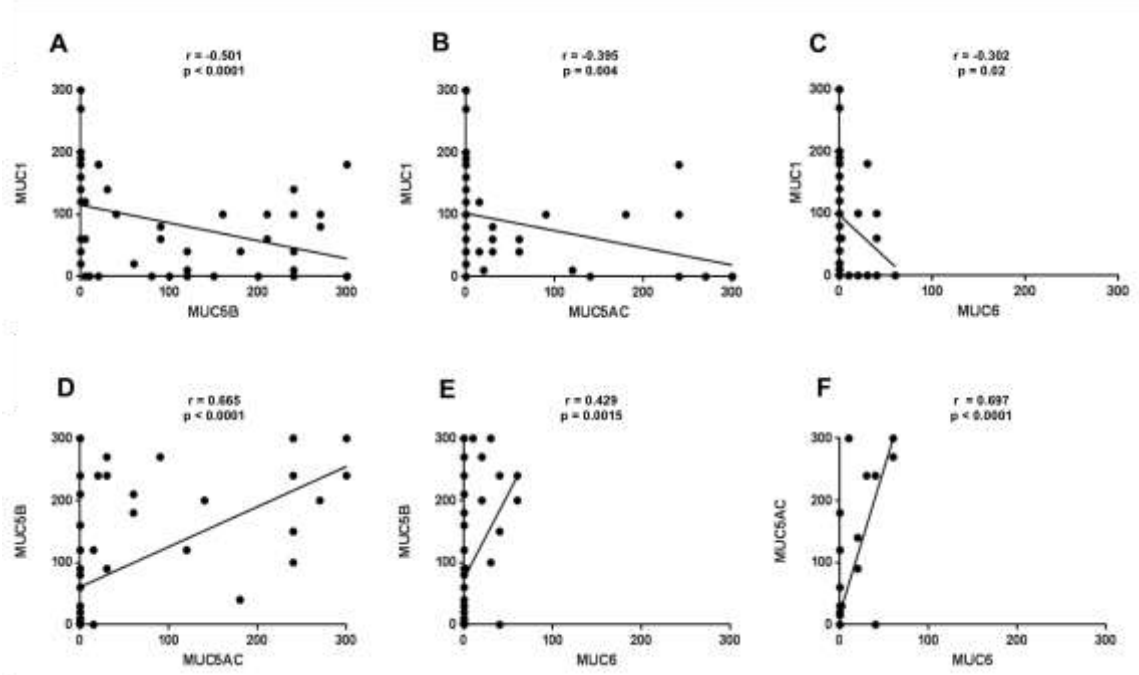 A
r = -0.501
p < 0.0001
300
200
100
0
MUC1
0 100 200 300
MUC5B
B
r = -0.395
p = 0.004
300
200
100
0
MUC1
0 100 200 300
MUC5AC
C
r = -0.302
p = 0.02
300
200
100
0
MUC1
0 100 200 300
MUC6
D
r = 0.665
p < 0.0001
300
200
100
0
MUC5B
0 100 200 300
MUC5AC
E
r = 0.429
p = 0.0015
300
200
100
0
MUC5B
0 100 200 300
MUC6
F
r = 0.697
p < 0.0001
300
200
100
0
MUC5AC
0 100 200 300
MUC6